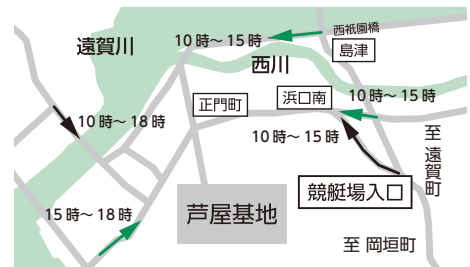 西祇園橋
10時～15時
島津
遠賀川
西川
正門町
浜口南
10時～15時
10時～18時
10時～15時
至 遠賀町
競艇場入口
芦屋基地
15時～18時
至 岡垣町